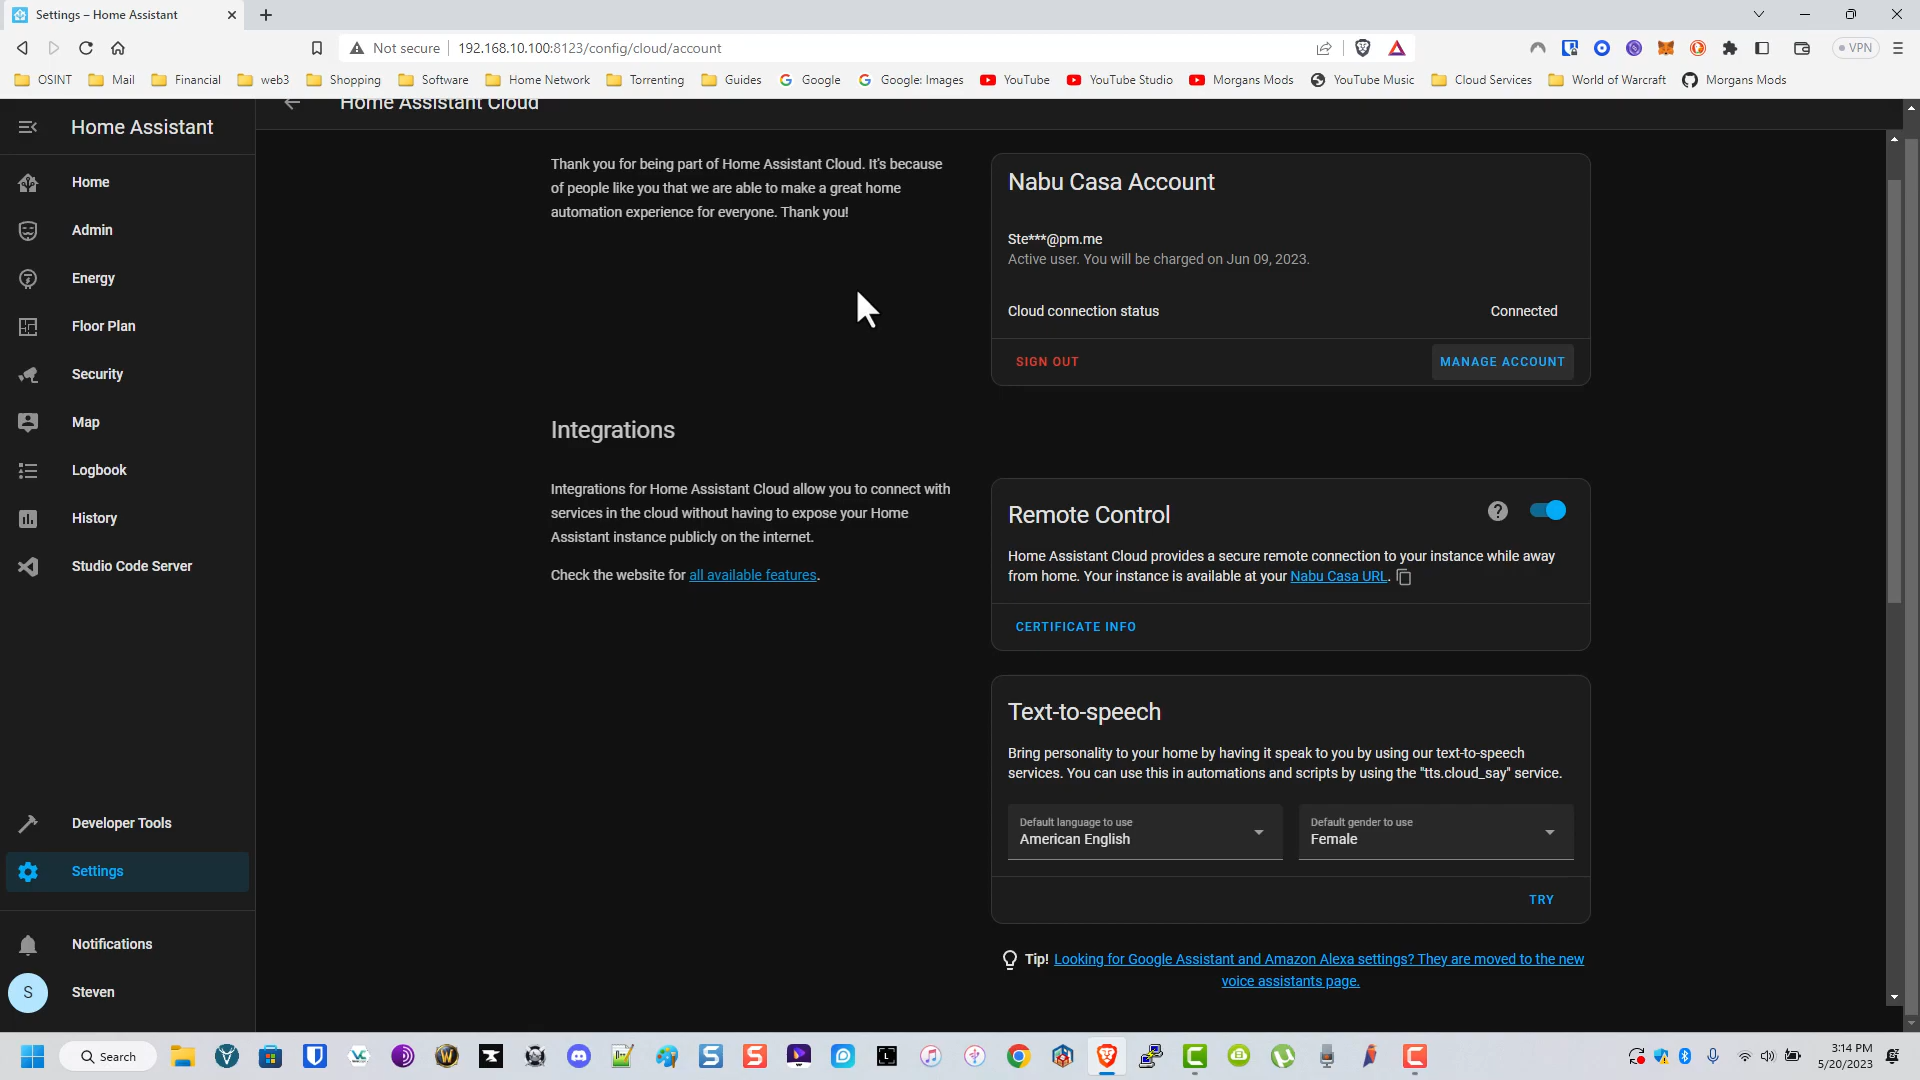 Settings – Home Assistant
Not secure
192.168.10.100:8123/config/cloud/account
VPN
OSINT
Mail
Financial
web3
Shopping
Software
Home Network
Torrenting
Guides
Google
Google: Images
YouTube
YouTube Studio
Morgans Mods
YouTube Music
Cloud Services
World of Warcraft
Morgans Mods
Home Assistant
Home Assistant Cloud
Home
Admin
Energy
Floor Plan
Security
Map
Logbook
History
Studio Code Server
Developer Tools
Settings
Notifications
S
Steven
Thank you for being part of Home Assistant Cloud. It's because
of people like you that we are able to make a great home
automation experience for everyone. Thank you!
Nabu Casa Account
Ste***@pm.me
Active user. You will be charged on Jun 09, 2023.
Cloud connection status
Connected
SIGN OUT
MANAGE ACCOUNT
Integrations
Integrations for Home Assistant Cloud allow you to connect with
services in the cloud without having to expose your Home
Assistant instance publicly on the internet.
Check the website for all available features.
Remote Control
Home Assistant Cloud provides a secure remote connection to your instance while away
from home. Your instance is available at your Nabu Casa URL.
CERTIFICATE INFO
Text-to-speech
Bring personality to your home by having it speak to you by using our text-to-speech
services. You can use this in automations and scripts by using the "tts.cloud_say" service.
Default language to use
American English
Default gender to use
Female
TRY
Tip! Looking for Google Assistant and Amazon Alexa settings? They are moved to the new
voice assistants page.
Search
3:14 PM
5/20/2023